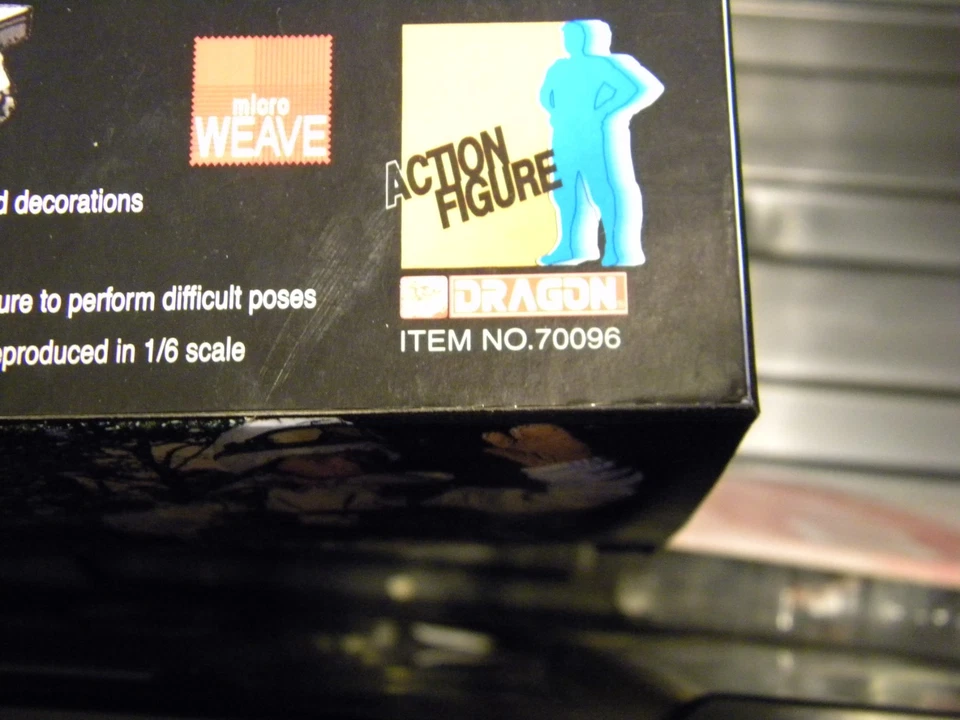 micro
WEAVE
ACTION
FIGURE
d decorations
DRAGON
ure to perform difficult poses
ITEM NO.70096
eproduced in 1/6 scale